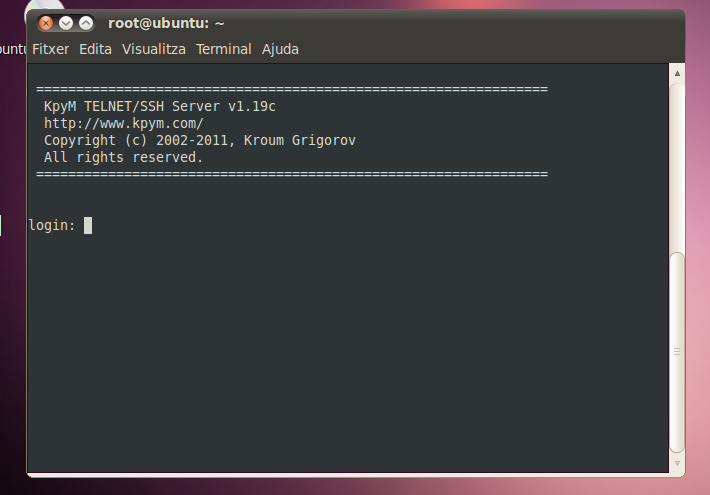 root@ubuntu: ~
Fitxer Edita Visualitza Terminal Ajuda
===============================================================
KpyM TELNET/SSH Server v1.19c
http://www.kpym.com/
Copyright (c) 2002-2011, Kroum Grigorov
All rights reserved.
===============================================================
login: